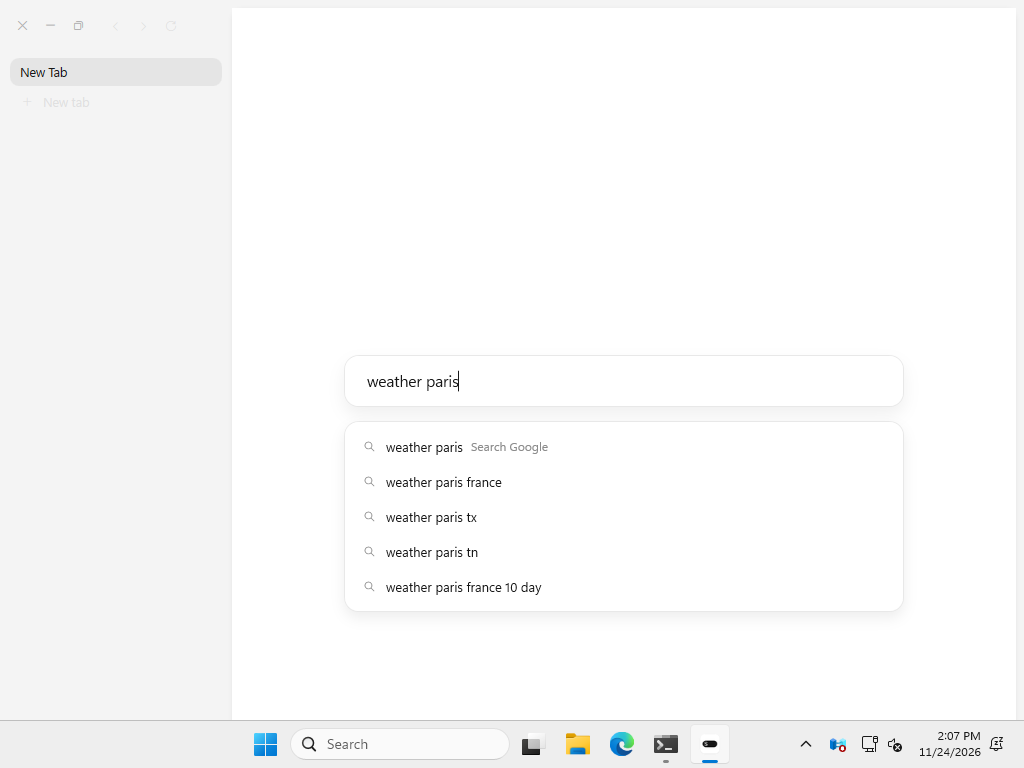 New Tab
New tab
weather paris
weather paris Search Google
weather paris france
weather paris tx
weather paris tn
weather paris france 10 day
Search
2:07 PM
11/24/2026